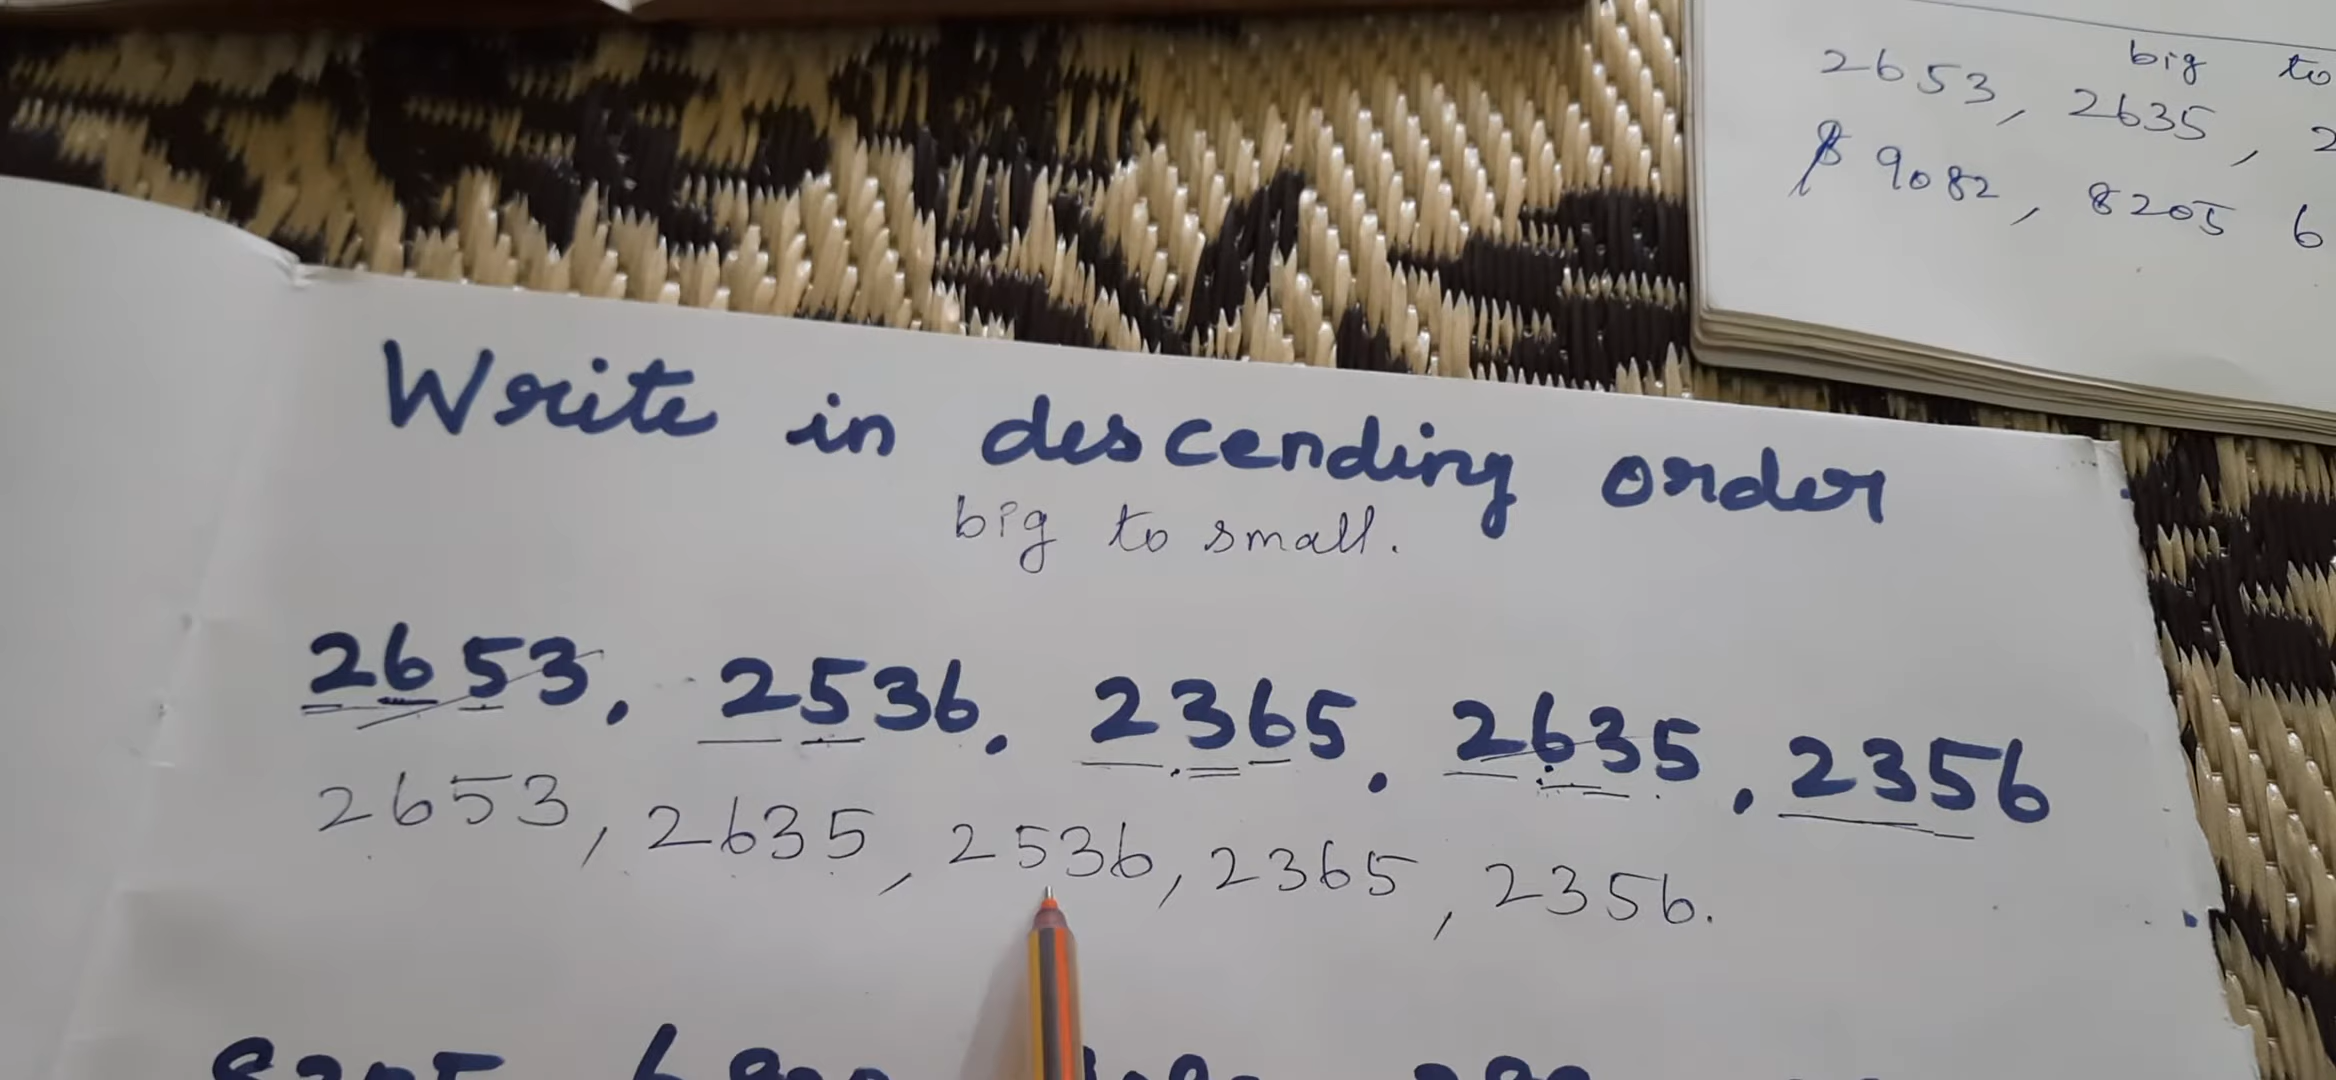 big to
2653, 2635, 2
9082, 8205 6
Write in descending order
big to small.
2653, 2536, 2365, 2635, 2356
2653, 2635, 2536, 2365, 2356.